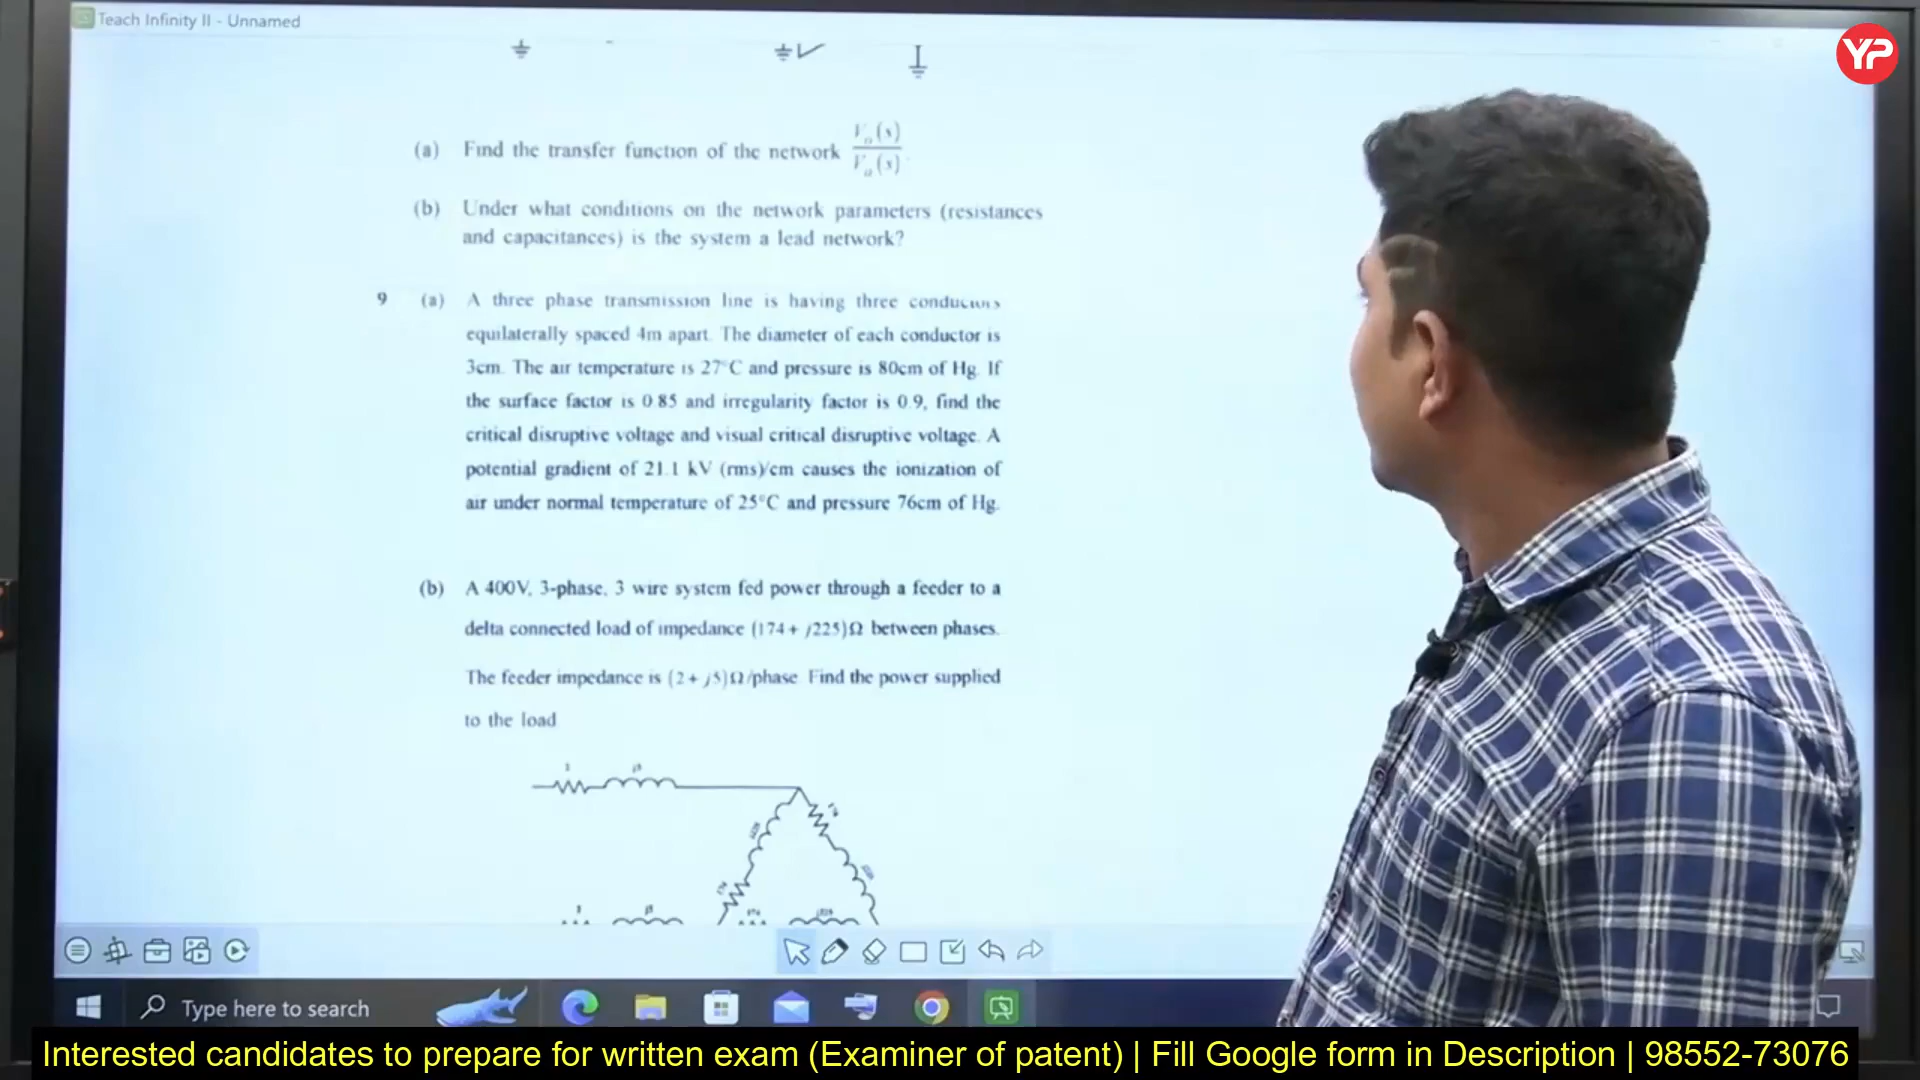 Teach Infinity II - Unnamed
YP
(a) Find the transfer function of the network V_o(s)
V_a(s)
(b) Under what conditions on the network parameters (resistances
and capacitances) is the system a lead network?
9 (a) A three phase transmission line is having three conductors
equilaterally spaced 4m apart. The diameter of each conductor is
3cm. The air temperature is 27°C and pressure is 80cm of Hg. If
the surface factor is 0.85 and irregularity factor is 0.9, find the
critical disruptive voltage and visual critical disruptive voltage. A
potential gradient of 21.1 kV (rms)/cm causes the ionization of
air under normal temperature of 25°C and pressure 76cm of Hg.
(b) A 400V, 3-phase, 3 wire system fed power through a feeder to a
delta connected load of impedance (174 + j225)Ω between phases.
The feeder impedance is (2 + j5)Ω/phase. Find the power supplied
to the load
Type here to search
Interested candidates to prepare for written exam (Examiner of patent) | Fill Google form in Description | 98552-73076